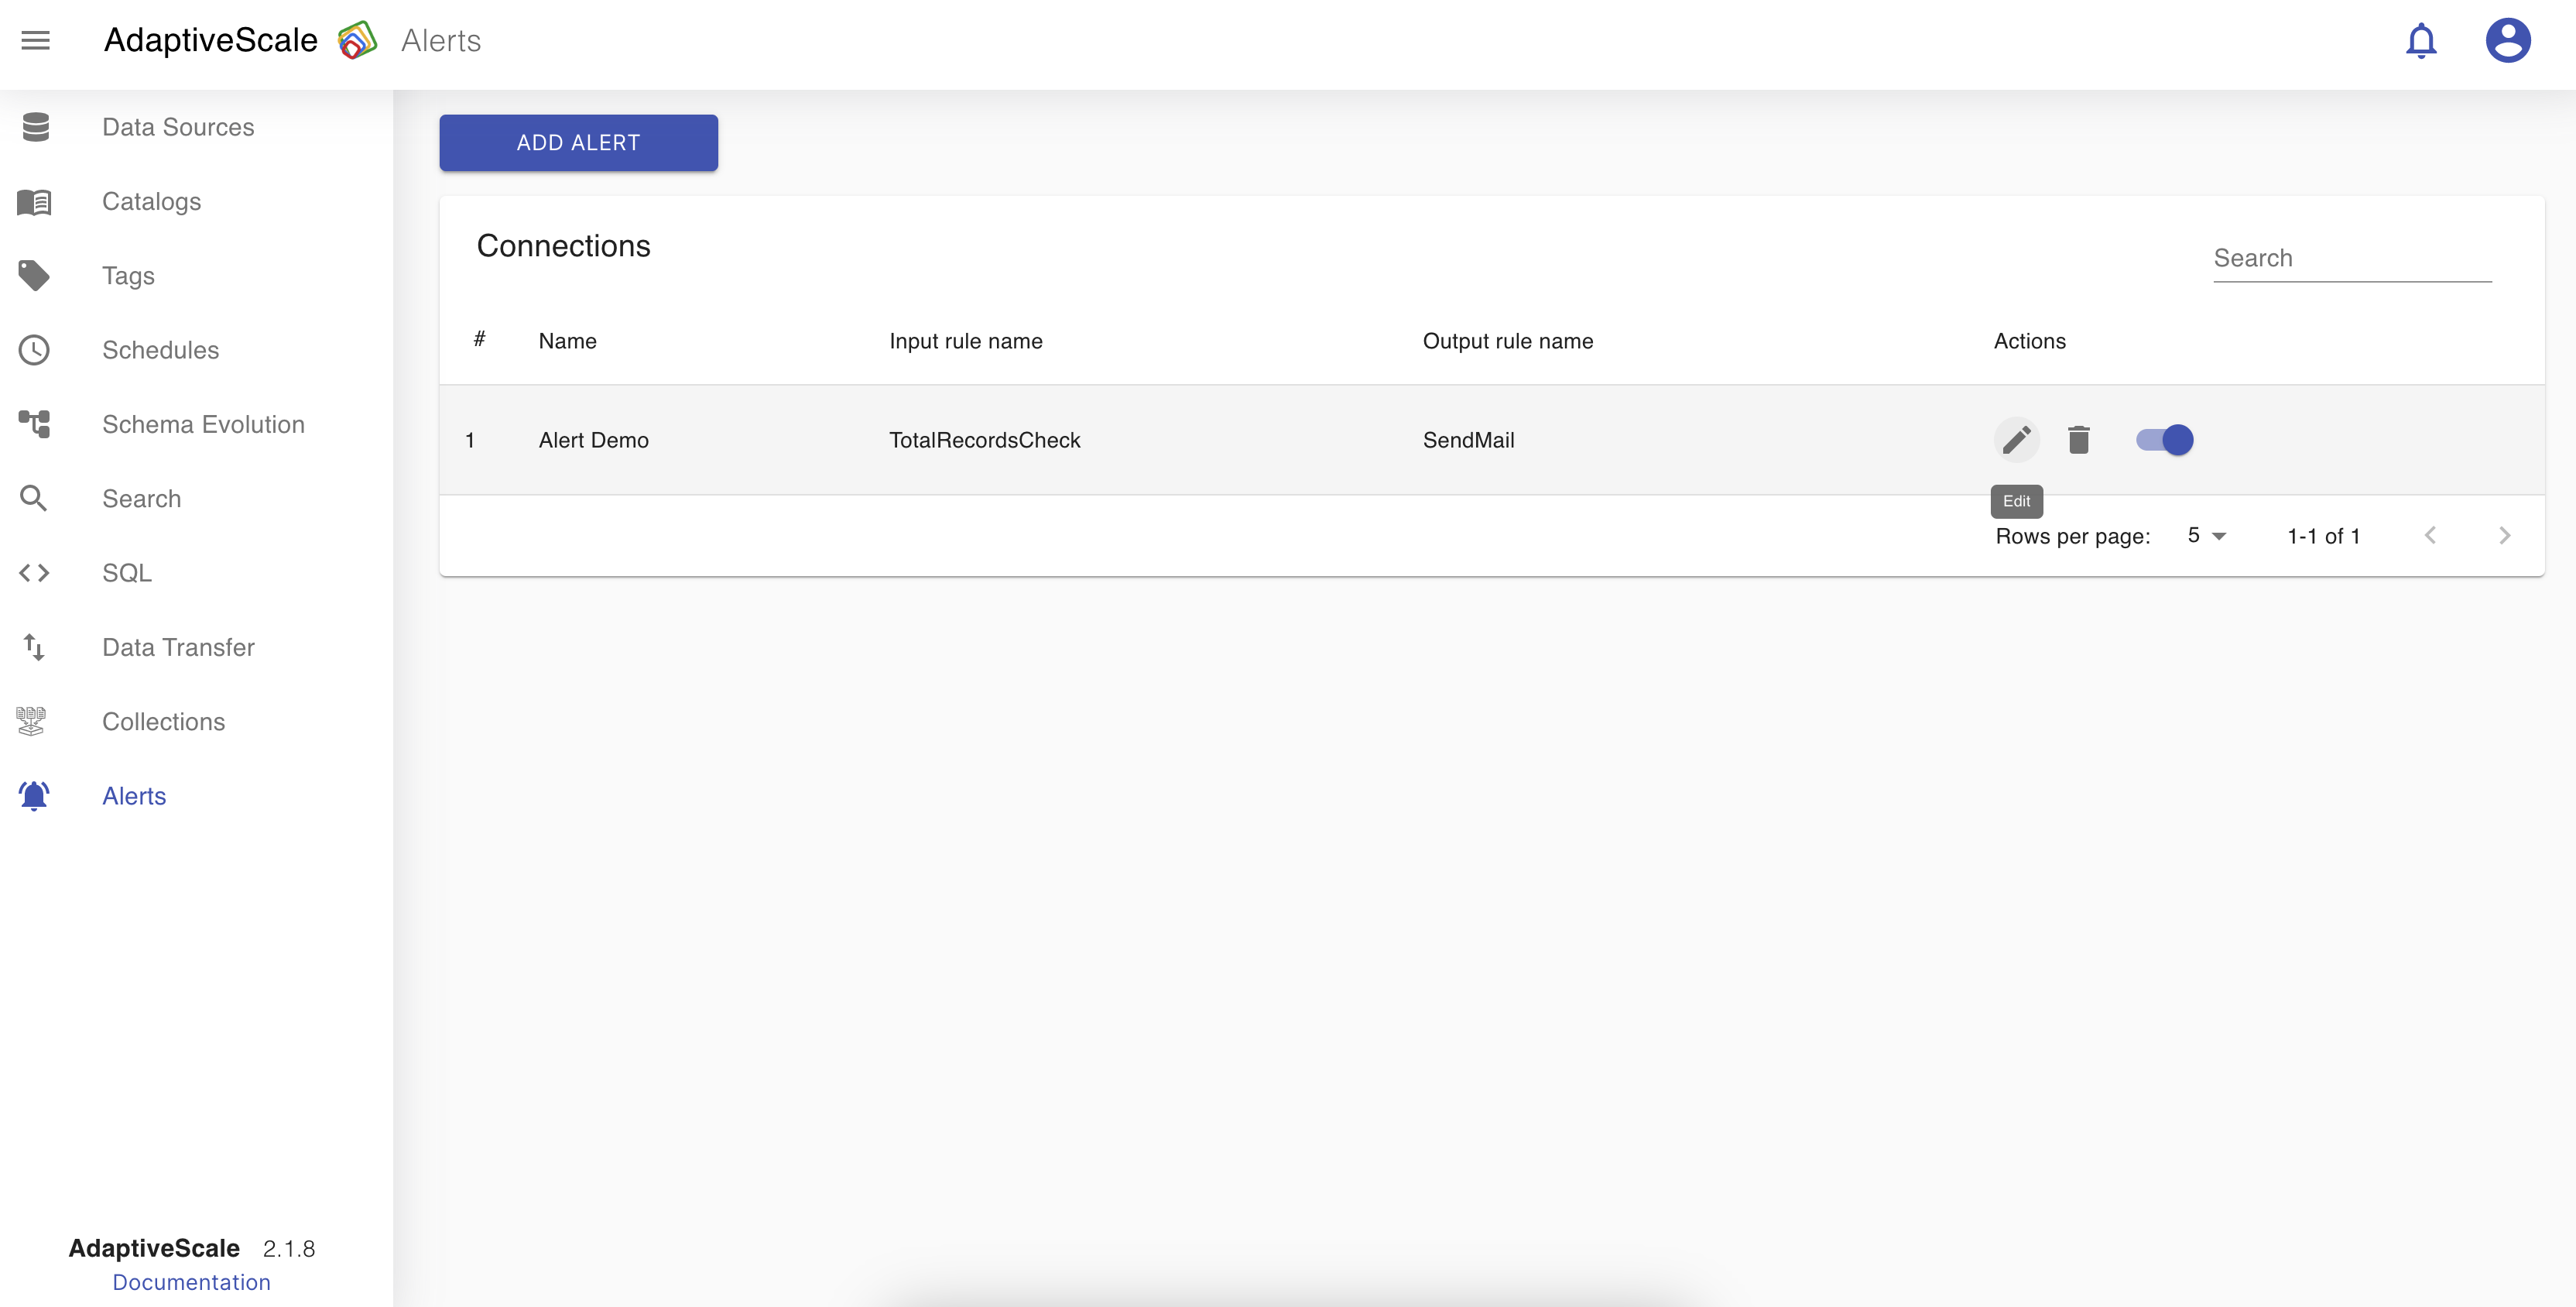 AdaptiveScale Alerts
Data Sources
Catalogs
Tags
Schedules
Schema Evolution
Search
SQL
Data Transfer
Collections
Alerts
AdaptiveScale 2.1.8
Documentation
ADD ALERT
Connections
Search
# Name Input rule name Output rule name Actions
1 Alert Demo TotalRecordsCheck SendMail
Edit
Rows per page: 5 1-1 of 1